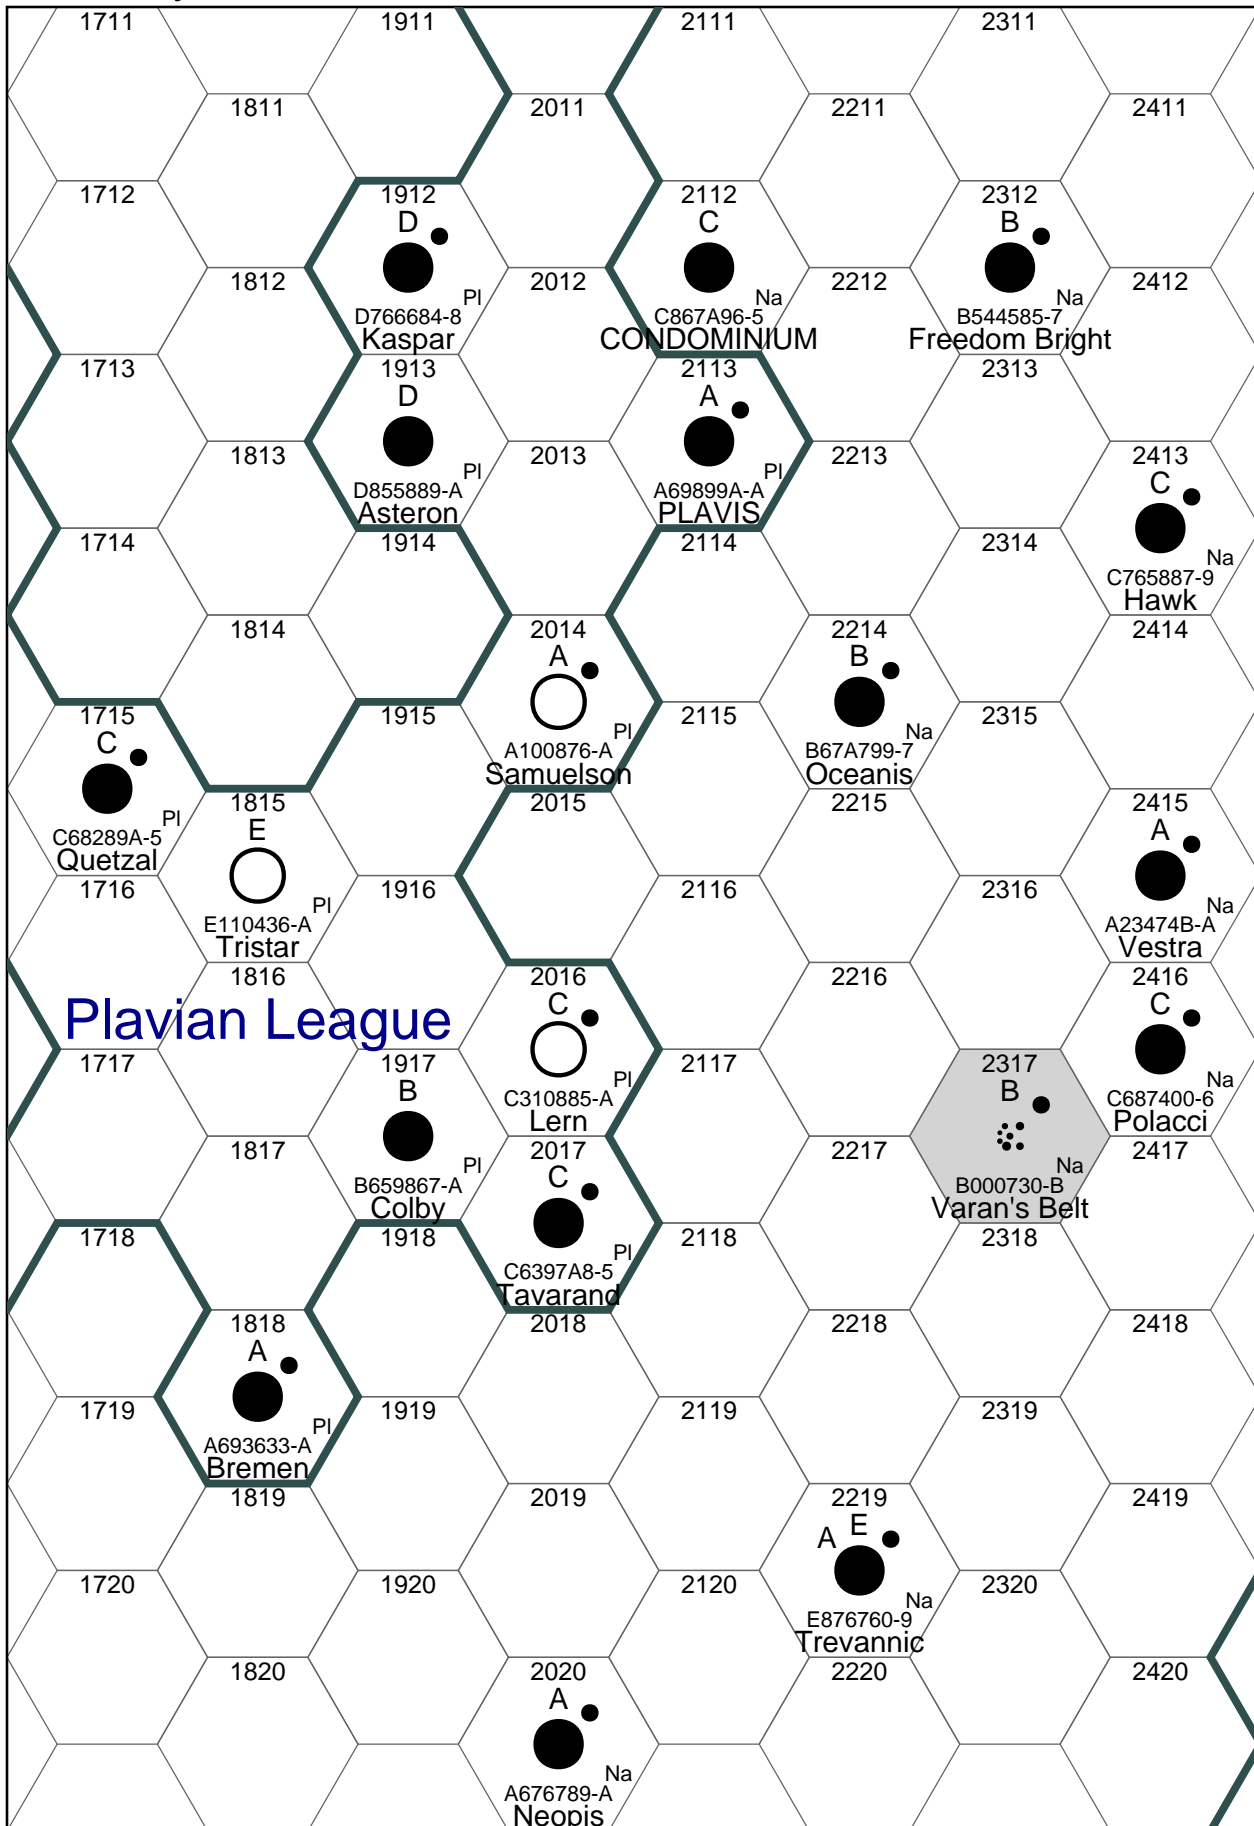 1711 1911 2111 2311
1811 2011 2211 2411
1712 1912 2112 2312
D C B
1812 2012 2212 2412
Pl Na Na
D766684-8 C867A96-5 B544585-7
Kaspar CONDOMINIUM Freedom Bright
1713 1913 2113 2313
D A
1813 2013 2213 2413
Pl Pl C
D855889-A A69899A-A
Asteron PLAVIS
1714 1914 2114 2314
Na
C765887-9
Hawk
1814 2014 2214 2414
A B
1715 1915 2115 2315
C Pl Na
A100876-A B67A799-7
Samuelson Oceanis
1815 2015 2215 2415
Pl E A
C68289A-5
Quetzal
1716 1916 2116 2316
Pl Na
E110436-A A23474B-A
Tristar Vestra
1816 2016 2216 2416
C C
Plavian League
1717 1917 2117 2317
B Pl B Na
C310885-A C687400-6
Lern Polacci
1817 2017 2217 2417
Pl C Na
B659867-A B000730-B
Colby Varan's Belt
1718 1918 2118 2318
Pl
C6397A8-5
Tavarand
1818 2018 2218 2418
A
1719 1919 2119 2319
Pl
A693633-A
Bremen
1819 2019 2219 2419
A E
1720 1920 2120 2320
Na
E876760-9
Trevannic
1820 2020 2220 2420
A
Na
A676789-A
Neopis